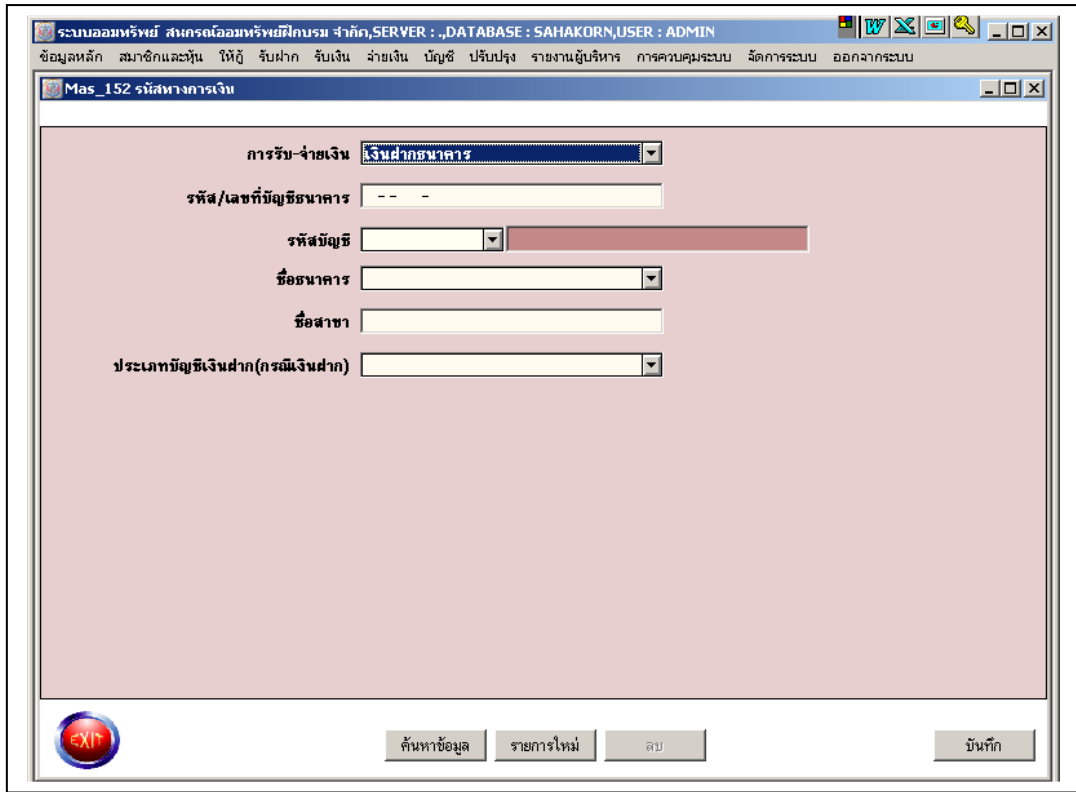 ระบบออมทรัพย์ สหกรณ์ออมทรัพย์ฝึกบรม จำกัด,SERVER : .,DATABASE : SAHAKORN,USER : ADMIN
ข้อมูลหลัก สมาชิกและหุ้น ให้กู้ รับฝาก รับเงิน จ่ายเงิน บัญชี ปรับปรุง รายงานผู้บริหาร การควบคุมระบบ จัดการระบบ ออกจากระบบ
Mas_152 รหัสทางการเงิน
การรับ-จ่ายเงิน เงินฝากธนาคาร
รหัส/เลขที่บัญชีธนาคาร -- -
รหัสบัญชี
ชื่อธนาคาร
ชื่อสาขา
ประเภทบัญชีเงินฝาก(กรณีเงินฝาก)
EXIT ค้นหาข้อมูล รายการใหม่ ลบ บันทึก